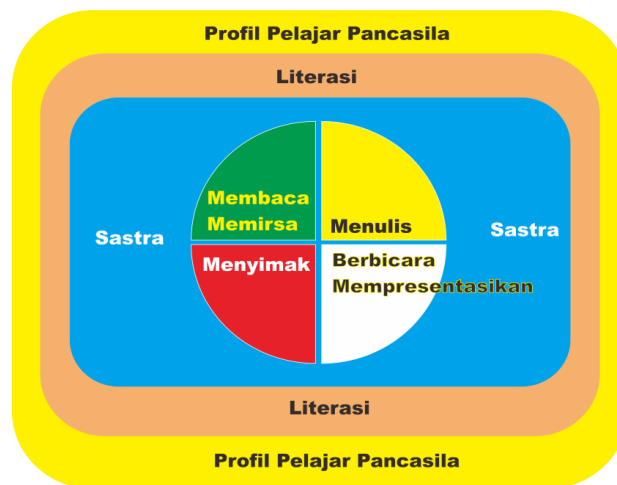 Profil Pelajar Pancasila
Literasi
Membaca
Memirsa
Menulis
Sastra
Sastra
Menyimak
Berbicara
Mempresentasikan
Literasi
Profil Pelajar Pancasila